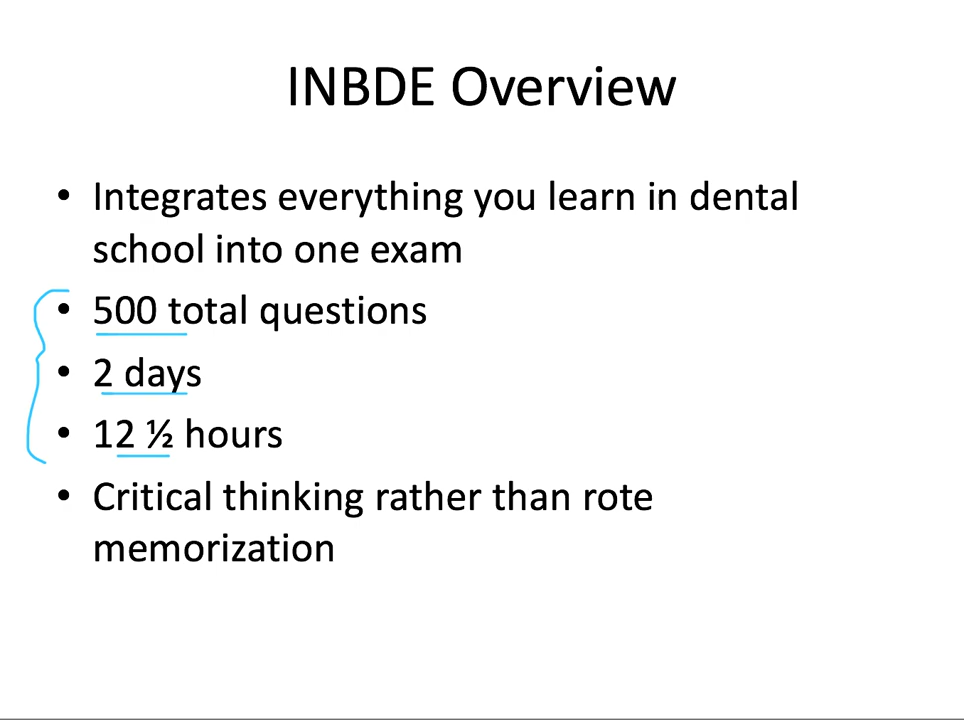 INBDE Overview
• Integrates everything you learn in dental
school into one exam
• 500 total questions
• 2 days
• 12 ½ hours
• Critical thinking rather than rote
memorization